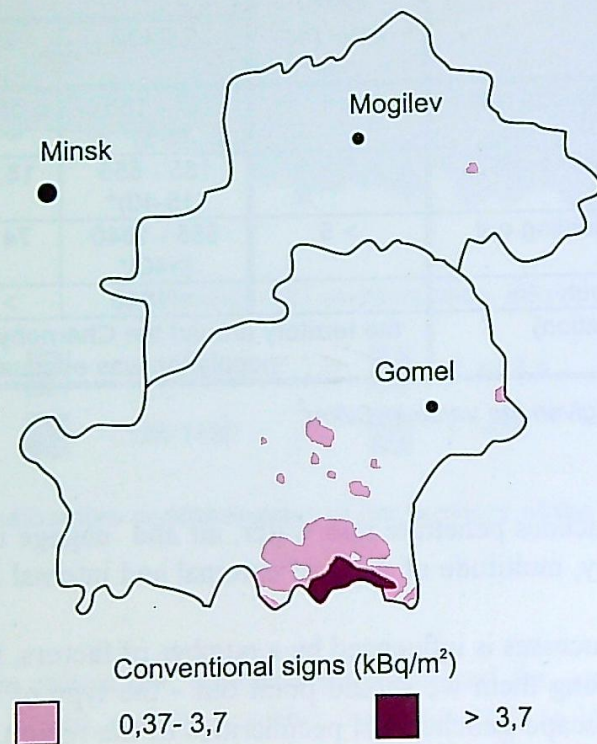 Minsk
Mogilev
Gomel
Conventional signs (kBq/m²)
0,37- 3,7
> 3,7